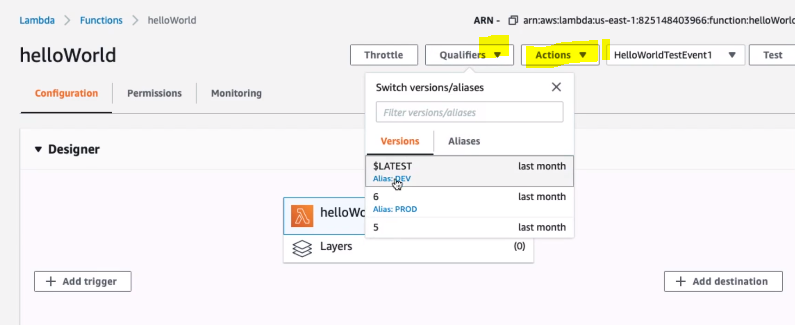 Lambda > Functions > helloWorld
ARN - arn:aws:lambda:us-east-1:825148403966:function:helloWorld
helloWorld
Throttle Qualifiers Actions HelloWorldTestEvent1 Test
Configuration Permissions Monitoring
Switch versions/aliases
Filter versions/aliases
Versions Aliases
Designer
$LATEST last month
Alias: DEV
6 last month
Alias: PROD
5 last month
helloWo
Layers (0)
+ Add trigger
+ Add destination